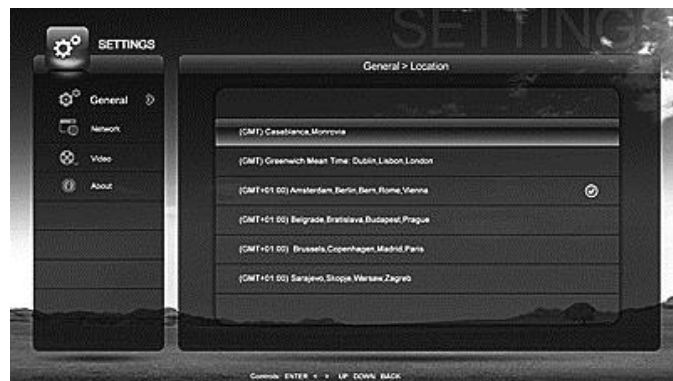 SETTINGS
SETTINGS
General > Location
General
Network
Video
About
(GMT) Casablanca,Monrovia
(GMT) Greenwich Mean Time: Dublin,Lisbon,London
(GMT+01:00) Amsterdam,Berlin,Bern,Rome,Vienna
(GMT+01:00) Belgrade,Bratislava,Budapest,Prague
(GMT+01:00) Brussels,Copenhagen,Madrid,Paris
(GMT+01:00) Sarajevo,Skopje,Warsaw,Zagreb
Controls: ENTER < > UP DOWN BACK